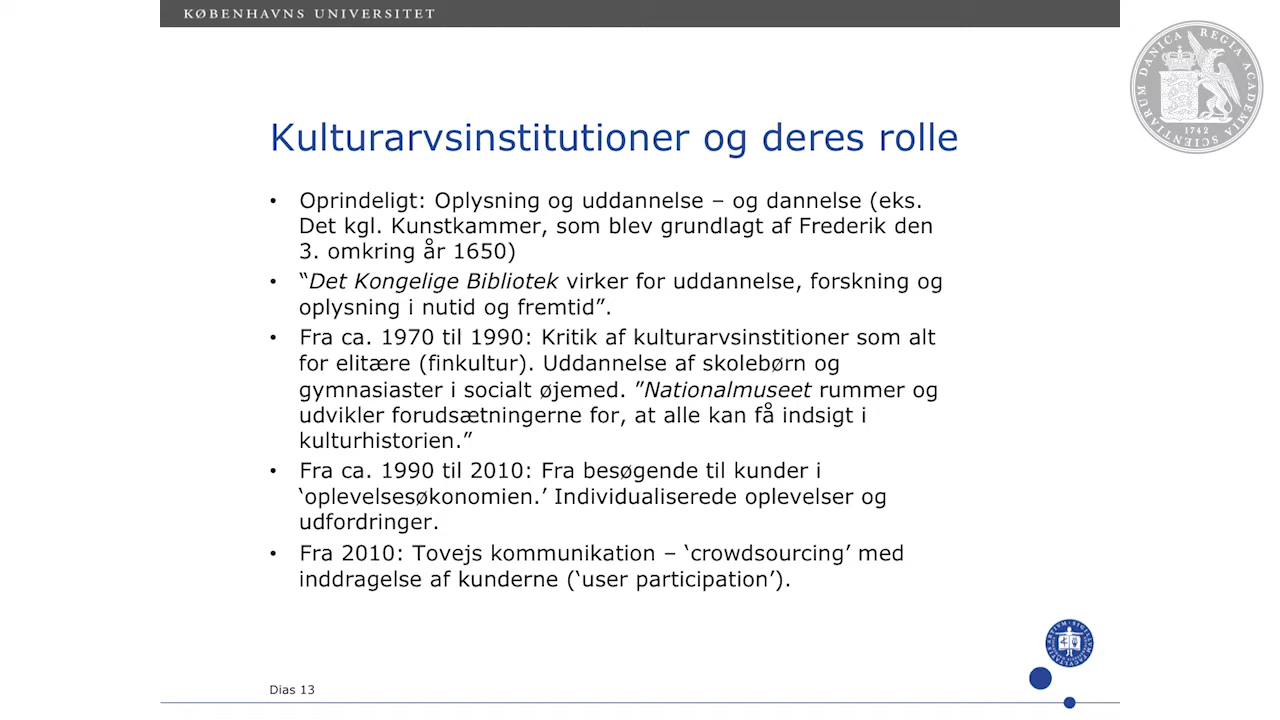 KØBENHAVNS UNIVERSITET
REGIA ACADEMIA SCIENTIARUM DANICA
1742
Kulturarvsinstitutioner og deres rolle
• Oprindeligt: Oplysning og uddannelse – og dannelse (eks.
Det kgl. Kunstkammer, som blev grundlagt af Frederik den
3. omkring år 1650)
• “Det Kongelige Bibliotek virker for uddannelse, forskning og
oplysning i nutid og fremtid”.
• Fra ca. 1970 til 1990: Kritik af kulturarvsinstitioner som alt
for elitære (finkultur). Uddannelse af skolebørn og
gymnasiaster i socialt øjemed. ”Nationalmuseet rummer og
udvikler forudsætningerne for, at alle kan få indsigt i
kulturhistorien.”
• Fra ca. 1990 til 2010: Fra besøgende til kunder i
‘oplevelsesøkonomien.’ Individualiserede oplevelser og
udfordringer.
• Fra 2010: Tovejs kommunikation – ‘crowdsourcing’ med
inddragelse af kunderne (‘user participation’).
Dias 13